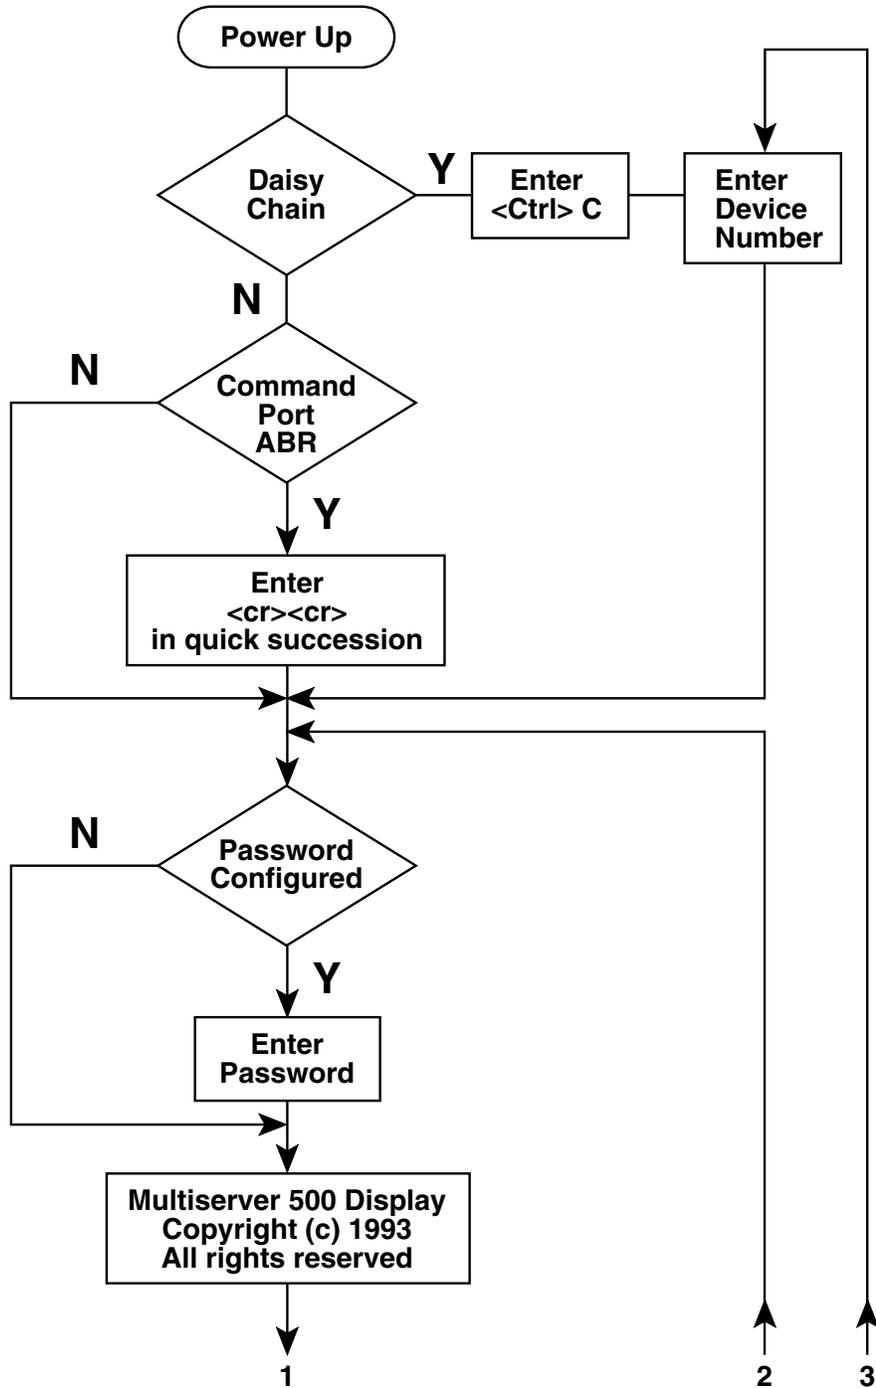 Power Up
Daisy
Chain
Y
Enter
<Ctrl> C
Enter
Device
Number
N
N
Command
Port
ABR
Y
Enter
<cr><cr>
in quick succession
N
Password
Configured
Y
Enter
Password
Multiserver 500 Display
Copyright (c) 1993
All rights reserved
1
2
3